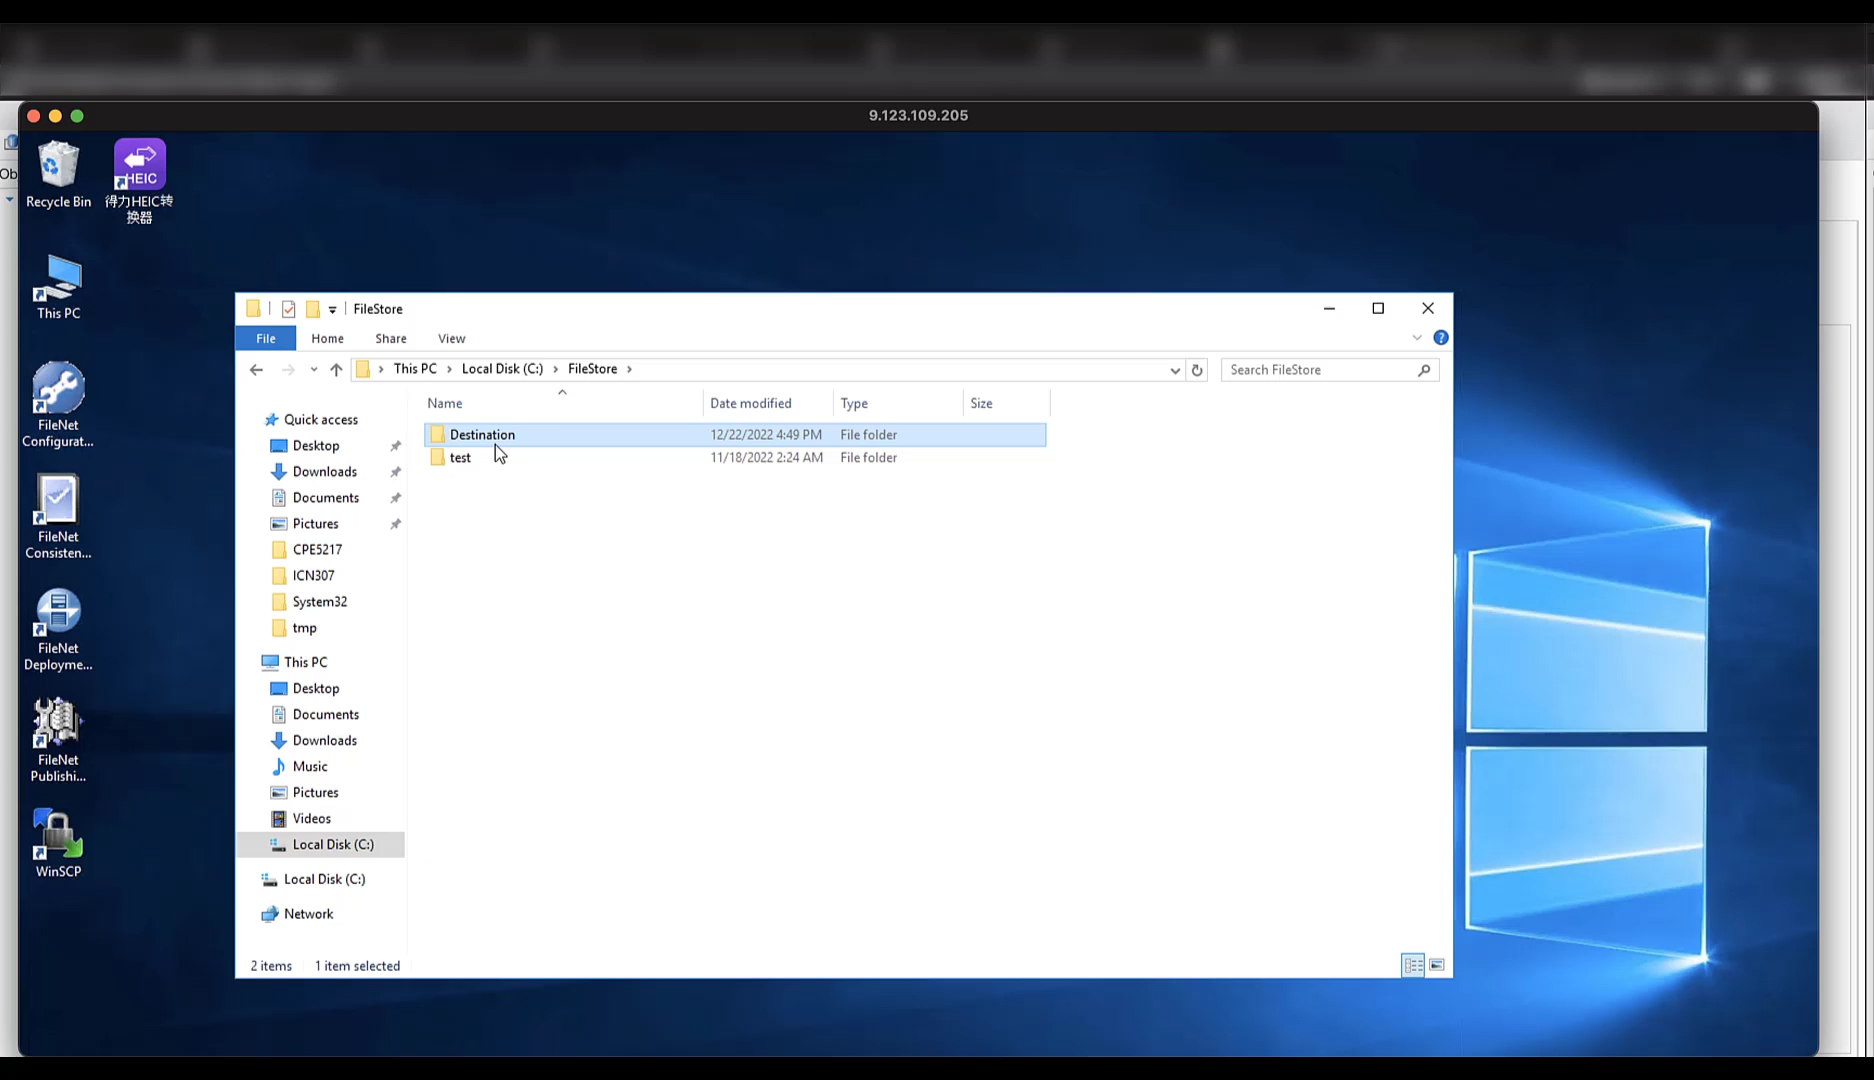 9.123.109.205
Ob
Recycle Bin
HEIC
得力HEIC转
换器
This PC
FileNet
Configurat...
FileNet
Consisten...
FileNet
Deployme...
FileNet
Publishi...
WinSCP
FileStore
File Home Share View
This PC Local Disk (C:) FileStore
Search FileStore
Name Date modified Type Size
Destination 12/22/2022 4:49 PM File folder
test 11/18/2022 2:24 AM File folder
Quick access
Desktop
Downloads
Documents
Pictures
CPE5217
ICN307
System32
tmp
This PC
Desktop
Documents
Downloads
Music
Pictures
Videos
Local Disk (C:)
Local Disk (C:)
Network
2 items 1 item selected